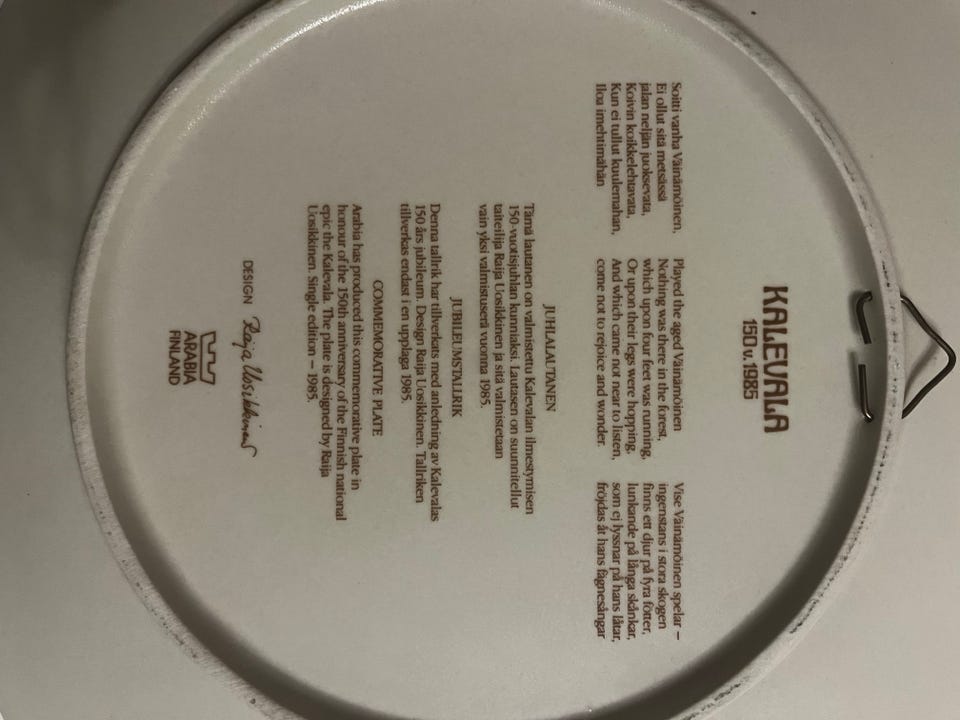 KALEVALA
150 v. 1985
Soitti vanha Väinämöinen.
Ei ollut sitä metsässä
jalan neljän juoksevata,
Koivin koikkelehtavata,
Kun ei tullut kuulemahan,
Iloa imehtimähän
Played the aged Väinämöinen
Nothing was there in the forest,
which upon four feet was running,
Or upon their legs were hopping.
And which came not near to listen,
come not to rejoice and wonder.
Vise Väinämöinen spelar –
ingenstans i stora skogen
finns ett djur på fyra fötter,
lunkande på långa skånkar,
som ej lyssnar på hans låtar,
fröjdas åt hans fägnesångar
JUHLALAUTANEN
Tämä lautanen on valmistettu Kalevalan ilmestymisen
150-vuotisjuhlan kunniaksi. Lautasen on suunnitellut
taiteilija Raija Uosikkinen ja sitä valmistetaan
vain yksi valmistuserä vuonna 1985.
JUBILEUMSTALLRIK
Denna tallrik har tillverkats med anledning av Kalevalas
150 års jubileum. Design Raija Uosikkinen. Tallriken
tillverkas endast i en upplaga 1985.
COMMEMORATIVE PLATE
Arabia has produced this commemorative plate in
honour of the 150th anniversary of the Finnish national
epic the Kalevala. The plate is designed by Raija
Uosikkinen. Single edition – 1985.
DESIGN Raija Uosikkinen
ARABIA
FINLAND